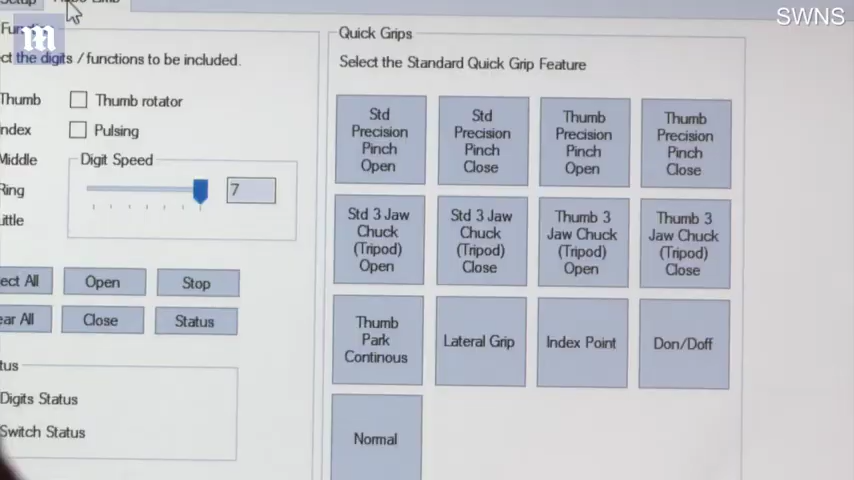 SWNS
m
ct the digits / functions to be included.
Thumb
Thumb rotator
Index
Pulsing
Middle
Digit Speed
Ring
7
Little
ect All
Open
Stop
ear All
Close
Status
tus
Digits Status
Switch Status
Quick Grips
Select the Standard Quick Grip Feature
Std
Precision
Pinch
Open
Std
Precision
Pinch
Close
Thumb
Precision
Pinch
Open
Thumb
Precision
Pinch
Close
Std 3 Jaw
Chuck
(Tripod)
Open
Std 3 Jaw
Chuck
(Tripod)
Close
Thumb 3
Jaw Chuck
(Tripod)
Open
Thumb 3
Jaw Chuck
(Tripod)
Close
Thumb
Park
Continous
Lateral Grip
Index Point
Don/Doff
Normal